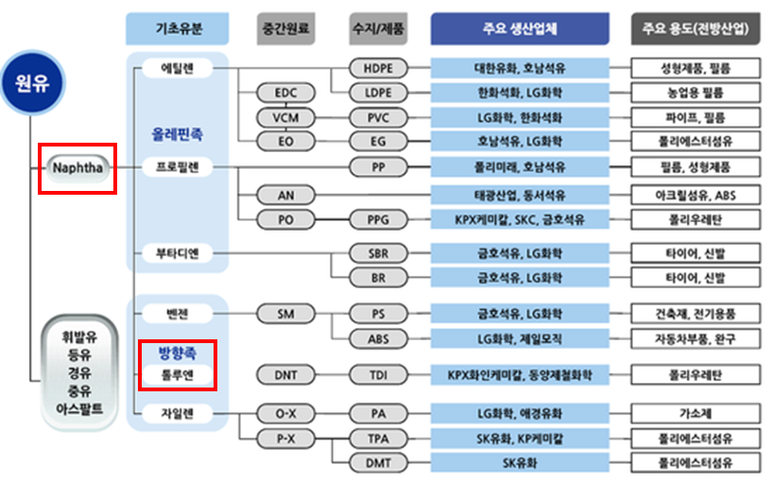 기초유분 중간원료 수지/제품 주요 생산업체 주요 용도(전방산업)
원유
에틸렌 HDPE 대한유화, 호남석유 성형제품, 필름
EDC LDPE 한화석화, LG화학 농업용 필름
VCM PVC LG화학, 한화석화 파이프, 필름
올레핀족
EO EG 호남석유, LG화학 폴리에스터섬유
Naphtha 프로필렌 PP 폴리미래, 호남석유 필름, 성형제품
AN 태광산업, 동서석유 아크릴섬유, ABS
PO PPG KPX케미칼, SKC, 금호석유 폴리우레탄
부타디엔 SBR 금호석유, LG화학 타이어, 신발
BR 금호석유, LG화학 타이어, 신발
벤젠 SM PS 금호석유, LG화학 건축재, 전기용품
ABS LG화학, 제일모직 자동차부품, 완구
방향족
톨루엔 DNT TDI KPX화인케미칼, 동양제철화학 폴리우레탄
자일렌 O-X PA LG화학, 애경유화 가소제
P-X TPA SK유화, KP케미칼 폴리에스터섬유
DMT SK유화 폴리에스터섬유
휘발유
등유
경유
중유
아스팔트